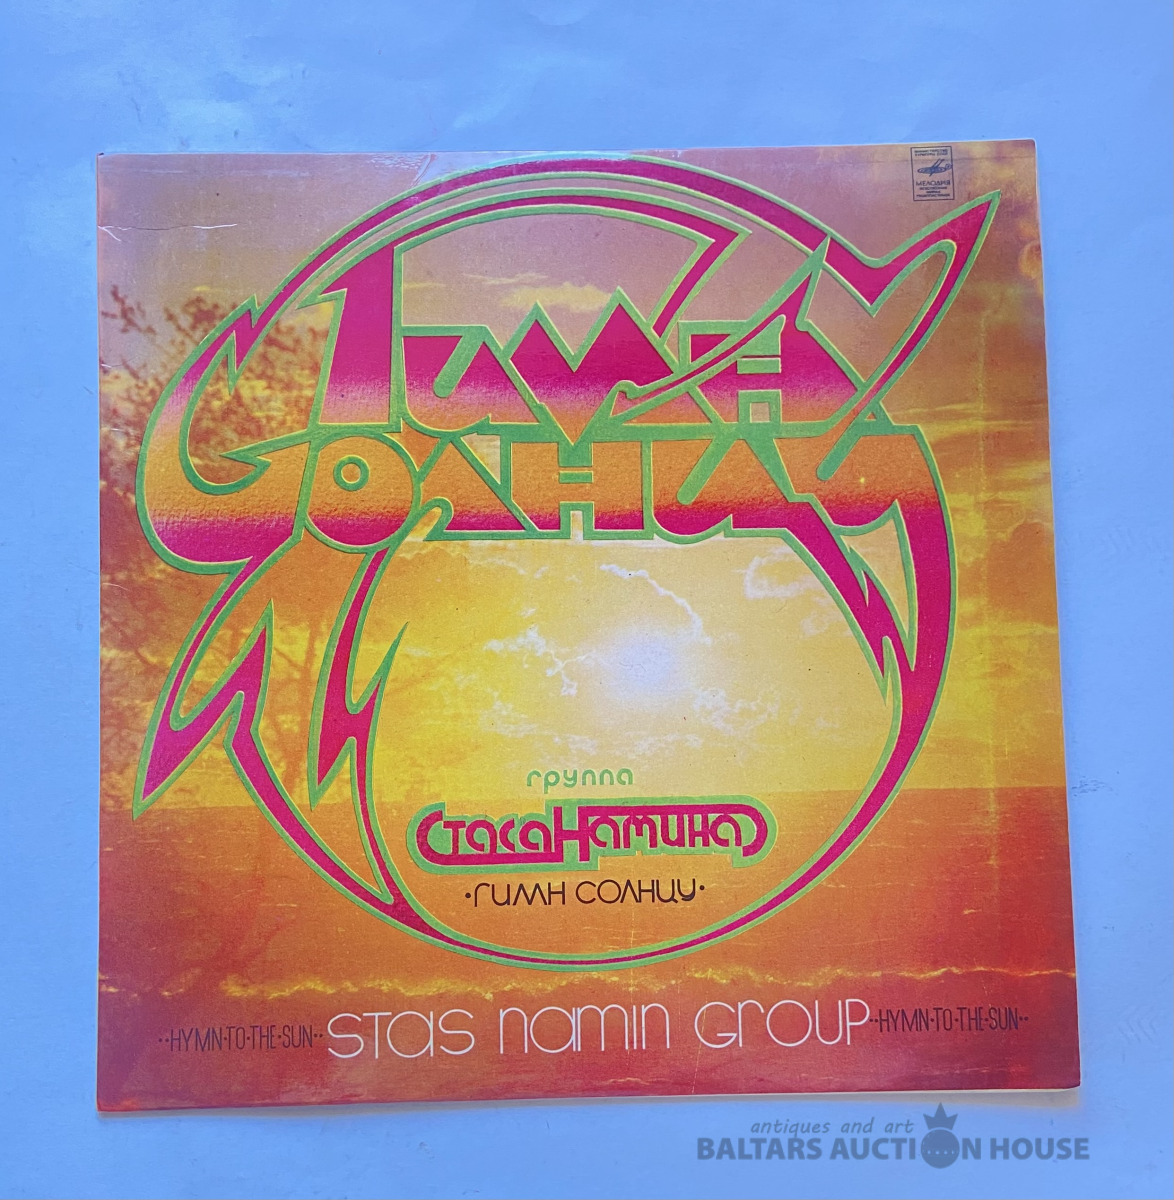 МЕЛОДИЯ
Гимн
Солнцу
группа
Стаса Намина
·ГИМН СОЛНЦУ·
··HYMN·TO·THE·SUN·· STAS NAMIN GROUP ··HYMN·TO·THE·SUN··
antiques and art
BALTARS AUCTION HOUSE